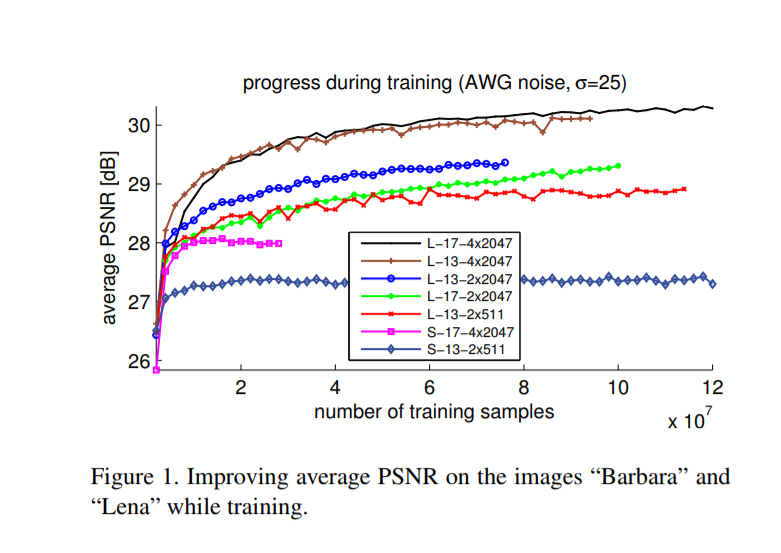 progress during training (AWG noise, σ=25)
average PSNR [dB]
30
29
28
27
26
L−17−4x2047
L−13−4x2047
L−13−2x2047
L−17−2x2047
L−13−2x511
S−17−4x2047
S−13−2x511
2 4 6 8 10 12
number of training samples
x 10⁷
Figure 1. Improving average PSNR on the images “Barbara” and
“Lena” while training.